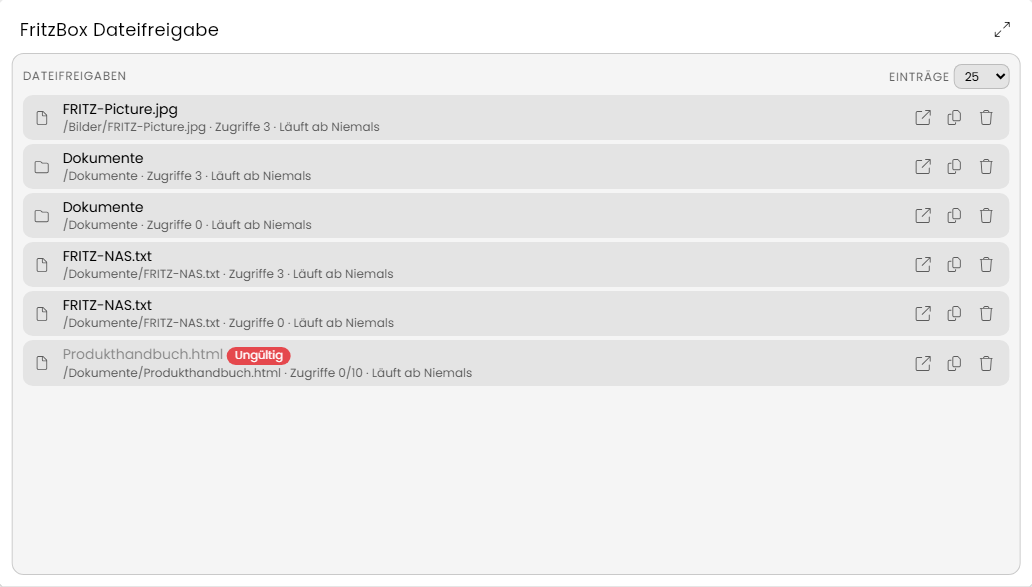 FritzBox Dateifreigabe
DATEIFREIGABEN
EINTRÄGE 25
FRITZ-Picture.jpg
/Bilder/FRITZ-Picture.jpg · Zugriffe 3 · Läuft ab Niemals
Dokumente
/Dokumente · Zugriffe 3 · Läuft ab Niemals
Dokumente
/Dokumente · Zugriffe 0 · Läuft ab Niemals
FRITZ-NAS.txt
/Dokumente/FRITZ-NAS.txt · Zugriffe 3 · Läuft ab Niemals
FRITZ-NAS.txt
/Dokumente/FRITZ-NAS.txt · Zugriffe 0 · Läuft ab Niemals
Produkthandbuch.html Ungültig
/Dokumente/Produkthandbuch.html · Zugriffe 0/10 · Läuft ab Niemals